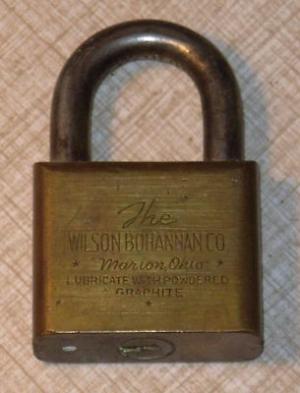 The
WILSON BOHANNAN CO
Marion, Ohio
LUBRICATE WITH POWDERED
GRAPHITE